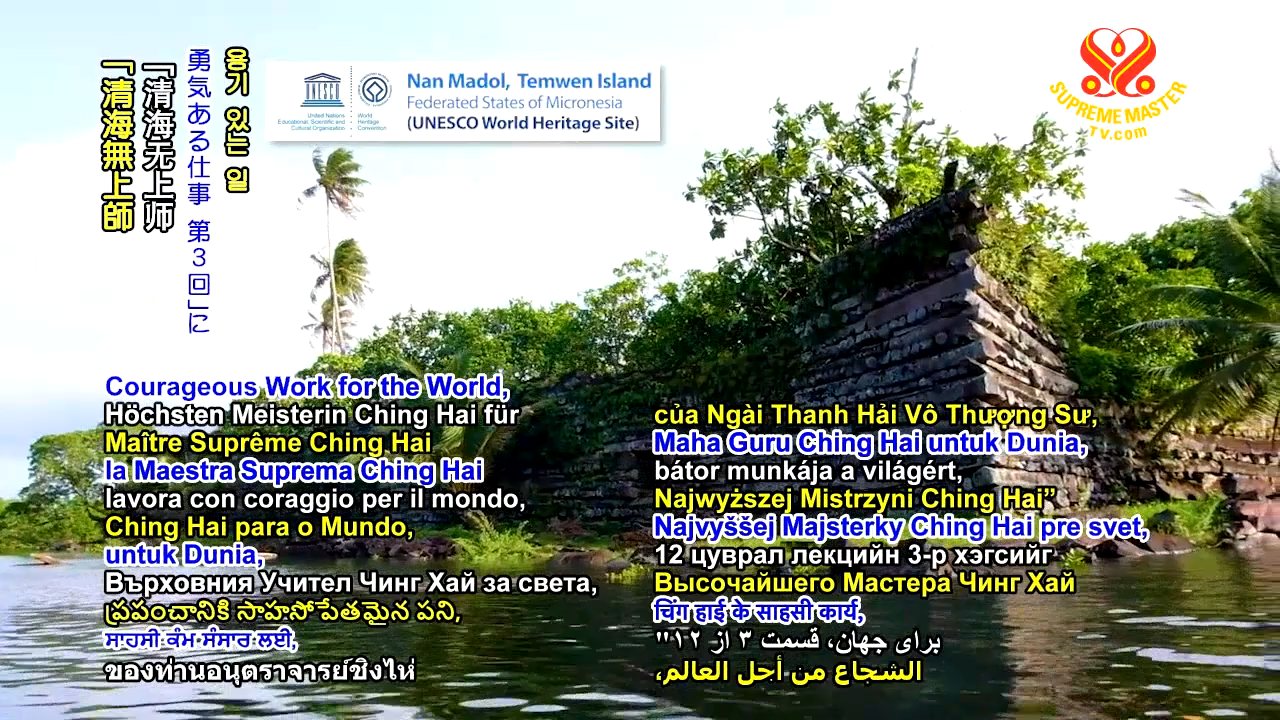 용기 있는 일
勇気ある仕事 第3回」に
「清海无上师
「清海無上師
United Nations
Educational, Scientific and
Cultural Organization
World
Heritage
Convention
Nan Madol, Temwen Island
Federated States of Micronesia
(UNESCO World Heritage Site)
SUPREME MASTER
TV.com
Courageous Work for the World,
Höchsten Meisterin Ching Hai für
Maître Suprême Ching Hai
la Maestra Suprema Ching Hai
lavora con coraggio per il mondo,
Ching Hai para o Mundo,
untuk Dunia,
Върховния Учител Чинг Хай за света,
ప్రపంచానికి సాహసోపేతమైన పని,
ਸਾਹਸੀ ਕੰਮ ਸੰਸਾਰ ਲਈ,
ของท่านอนุตราจารย์ชิงไห่
của Ngài Thanh Hải Vô Thượng Sư,
Maha Guru Ching Hai untuk Dunia,
bátor munkája a világért,
Najwyższej Mistrzyni Ching Hai”
Najvyššej Majsterky Ching Hai pre svet,
12 цуврал лекцийн 3-р хэсгийг
Высочайшего Мастера Чинг Хай
चिंग हाई के साहसी कार्य,
برای جهان، قسمت ۳ از ۱۲"
الشجاع من أجل العالم،